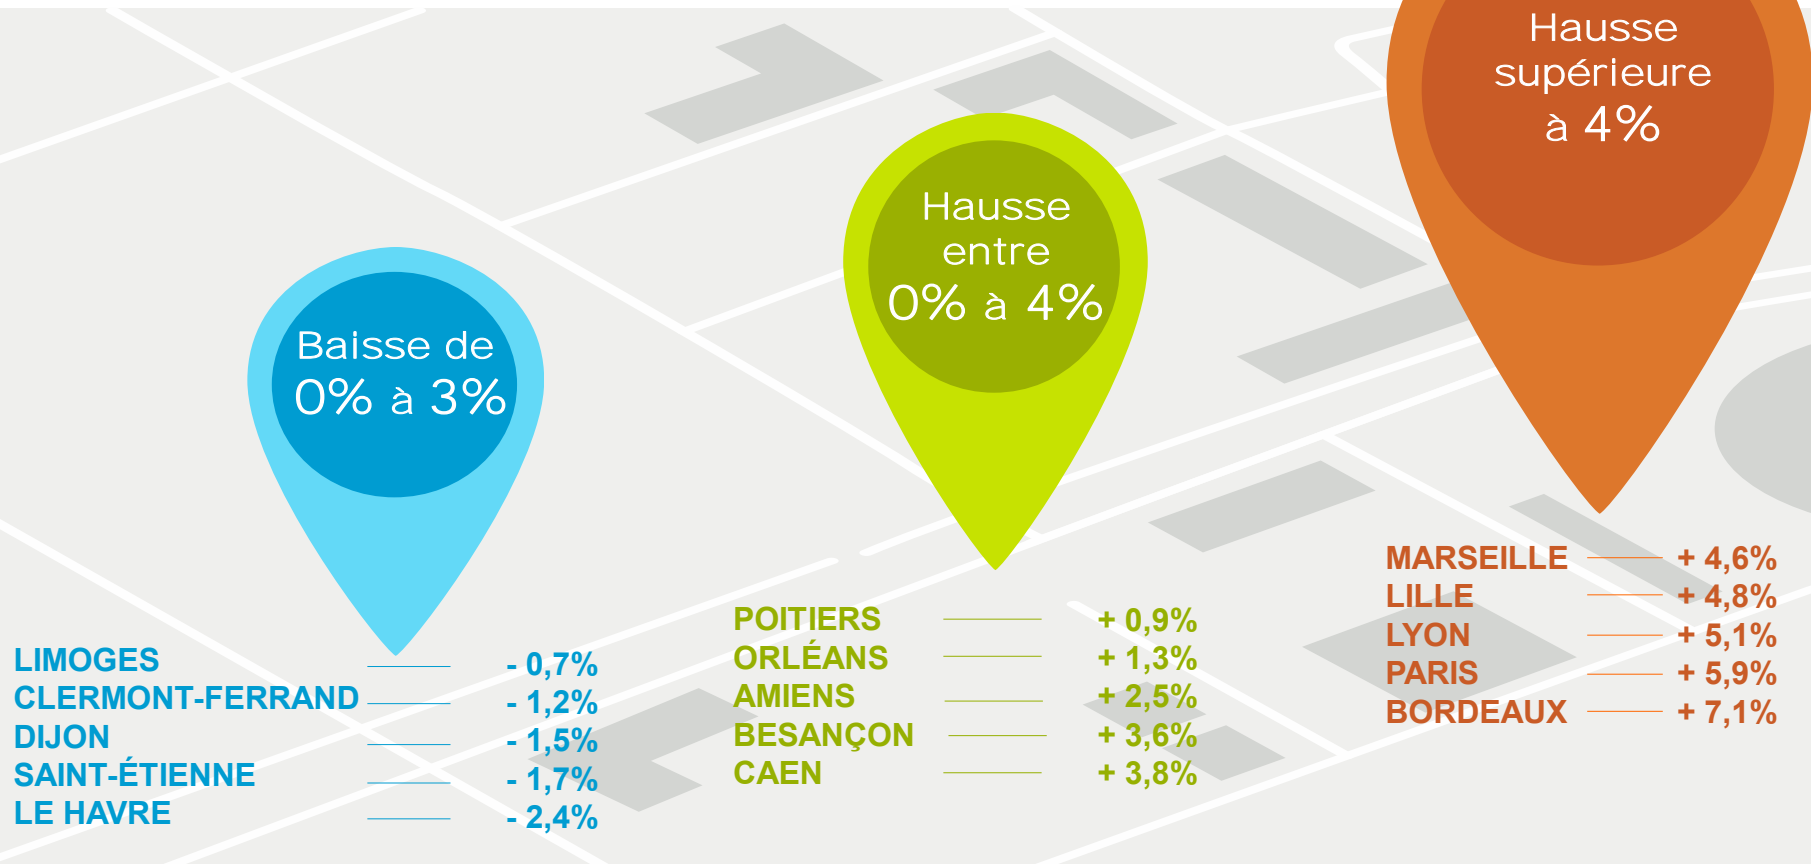 Baisse de
0% à 3%
LIMOGES - 0,7%
CLERMONT-FERRAND - 1,2%
DIJON - 1,5%
SAINT-ÉTIENNE - 1,7%
LE HAVRE - 2,4%
Hausse
entre
0% à 4%
POITIERS + 0,9%
ORLÉANS + 1,3%
AMIENS + 2,5%
BESANÇON + 3,6%
CAEN + 3,8%
Hausse
supérieure
à 4%
MARSEILLE + 4,6%
LILLE + 4,8%
LYON + 5,1%
PARIS + 5,9%
BORDEAUX + 7,1%